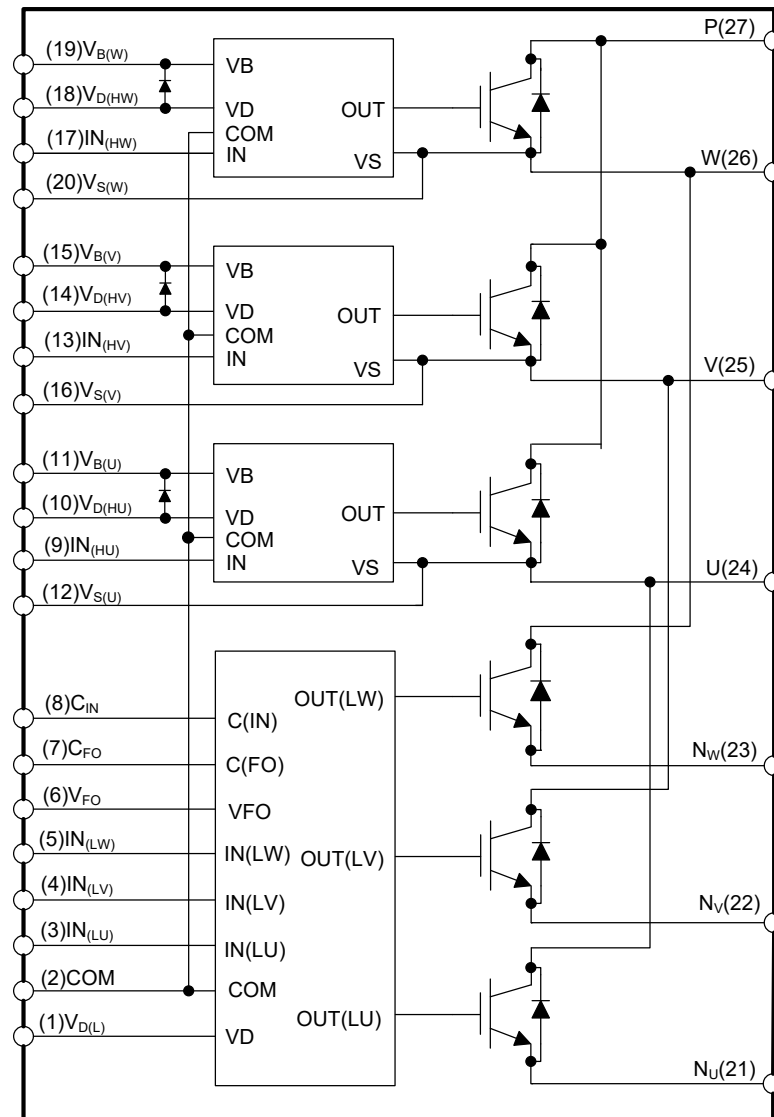 (19)VB(W)
(18)VD(HW)
(17)IN(HW)
(20)VS(W)
VB
VD
COM
IN
OUT
VS
P(27)
W(26)
(15)VB(V)
(14)VD(HV)
(13)IN(HV)
(16)VS(V)
VB
VD
COM
IN
OUT
VS
V(25)
(11)VB(U)
(10)VD(HU)
(9)IN(HU)
(12)VS(U)
VB
VD
COM
IN
OUT
VS
U(24)
(8)CIN
(7)CFO
(6)VFO
(5)IN(LW)
(4)IN(LV)
(3)IN(LU)
(2)COM
(1)VD(L)
C(IN)
C(FO)
VFO
IN(LW)
IN(LV)
IN(LU)
COM
VD
OUT(LW)
OUT(LV)
OUT(LU)
NW(23)
NV(22)
NU(21)